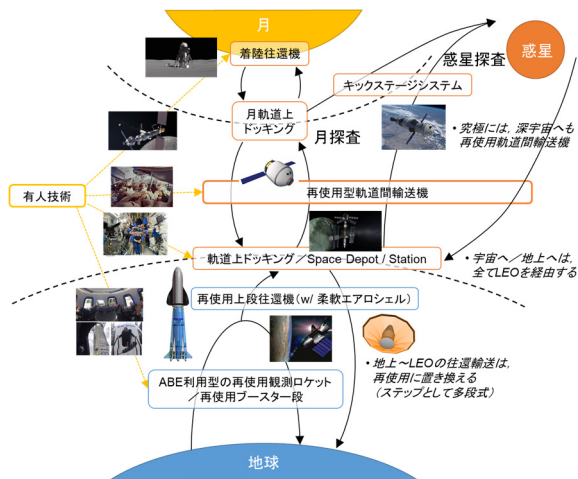 月
着陸往還機
惑星
惑星探査
キックステージシステム
月軌道上
ドッキング
月探査
・究極には，深宇宙へも
再使用軌道間輸送機
有人技術
再使用型軌道間輸送機
軌道上ドッキング／Space Depot / Station
・宇宙へ／地上へは，
全てLEOを経由する
再使用上段往還機（w/ 柔軟エアロシェル）
・地上～LEOの往還輸送は，
再使用に置き換える
（ステップとして多段式）
ABE利用型の再使用観測ロケット
／再使用ブースター段
地球